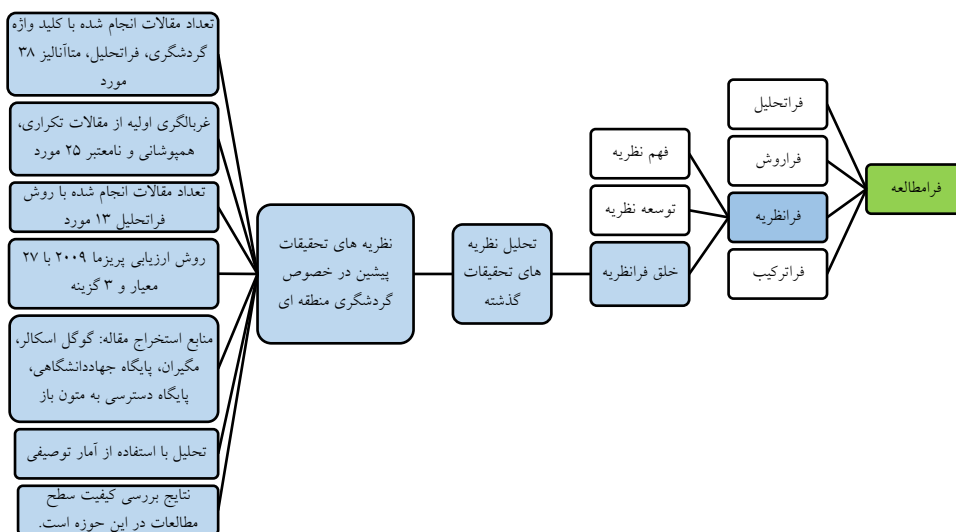 فرامطالعه
فراتحلیل
فراروش
فرانظریه
فراترکیب
فهم نظریه
توسعه نظریه
خلق فرانظریه
تحلیل نظریه
های تحقیقات
گذشته
نظریه های تحقیقات
پیشین در خصوص
گردشگری منطقه ای
تعداد مقالات انجام شده با کلید واژه
گردشگری، فراتحلیل، متاآنالیز ۳۸
مورد
غربالگری اولیه از مقالات تکراری،
همپوشانی و نامعتبر ۲۵ مورد
تعداد مقالات انجام شده با روش
فراتحلیل ۱۳ مورد
روش ارزیابی پریزما ۲۰۰۹ با ۲۷
معیار و ۳ گزینه
منابع استخراج مقاله: گوگل اسکالر،
مگیران، پایگاه جهاددانشگاهی،
پایگاه دسترسی به متون باز
تحلیل با استفاده از آمار توصیفی
نتایج بررسی کیفیت سطح
مطالعات در این حوزه است.